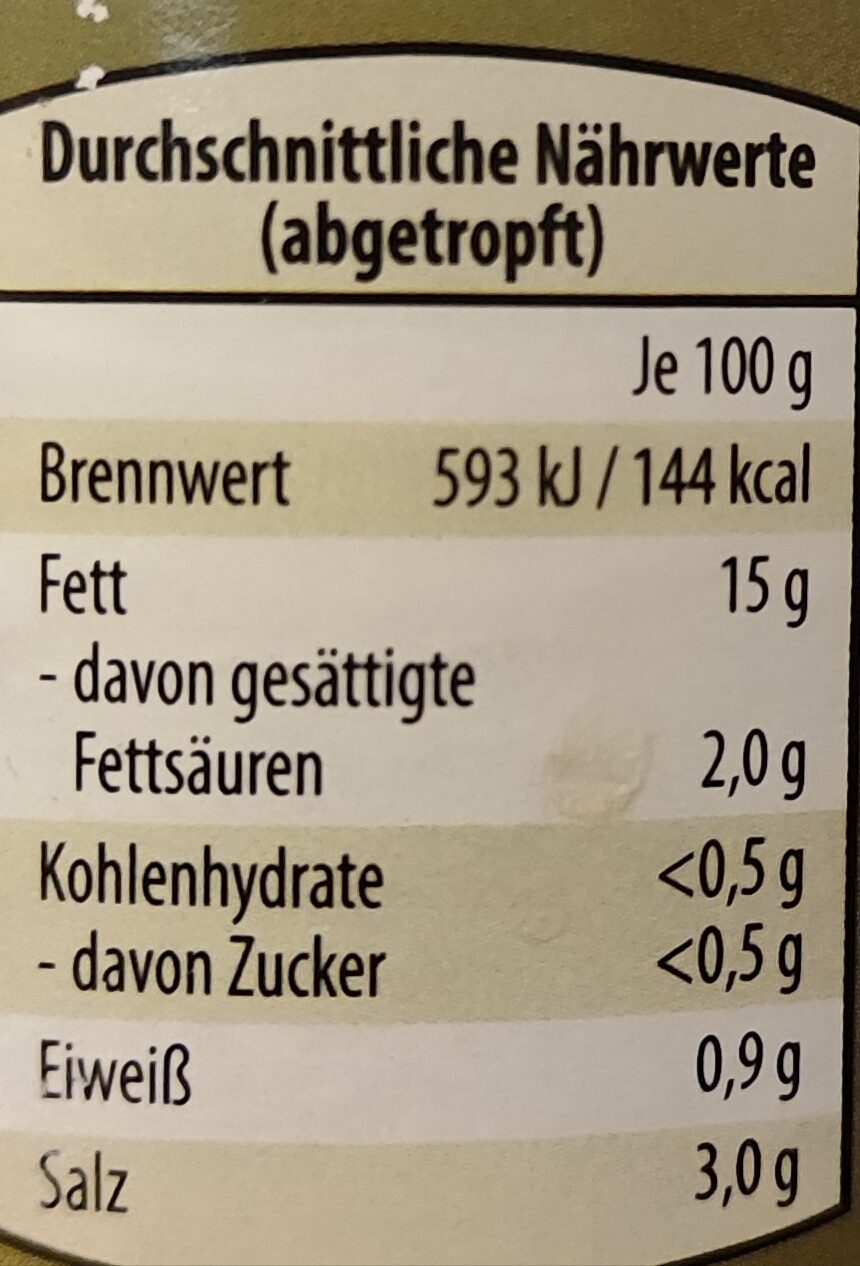 Durchschnittliche Nährwerte
(abgetropft)
Je 100 g
Brennwert 593 kJ / 144 kcal
Fett 15 g
- davon gesättigte
Fettsäuren 2,0 g
Kohlenhydrate <0,5 g
- davon Zucker <0,5 g
Eiweiß 0,9 g
Salz 3,0 g